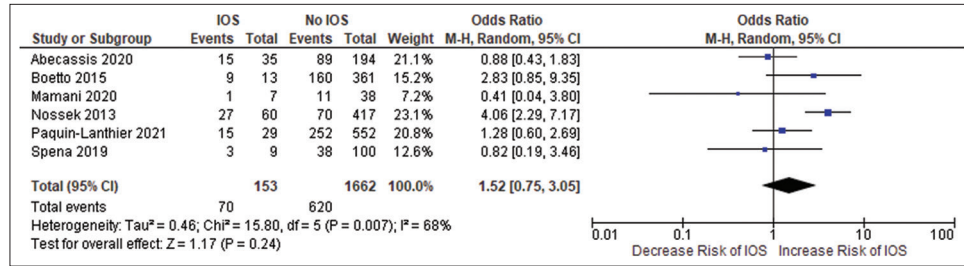 IOS No IOS Odds Ratio Odds Ratio
Study or Subgroup Events Total Events Total Weight M-H, Random, 95% CI M-H, Random, 95% CI
Abecassis 2020 15 35 89 194 21.1% 0.88 [0.43, 1.83]
Boetto 2015 9 13 160 361 15.2% 2.83 [0.85, 9.35]
Mamani 2020 1 7 11 38 7.2% 0.41 [0.04, 3.80]
Nossek 2013 27 60 70 417 23.1% 4.06 [2.29, 7.17]
Paquin-Lanthier 2021 15 29 252 552 20.8% 1.28 [0.60, 2.69]
Spena 2019 3 9 38 100 12.6% 0.82 [0.19, 3.46]
Total (95% CI) 153 1662 100.0% 1.52 [0.75, 3.05]
Total events 70 620
Heterogeneity: Tau² = 0.46; Chi² = 15.80, df = 5 (P = 0.007); I² = 68%
Test for overall effect: Z = 1.17 (P = 0.24)
0.01 0.1 1 10 100
Decrease Risk of IOS Increase Risk of IOS